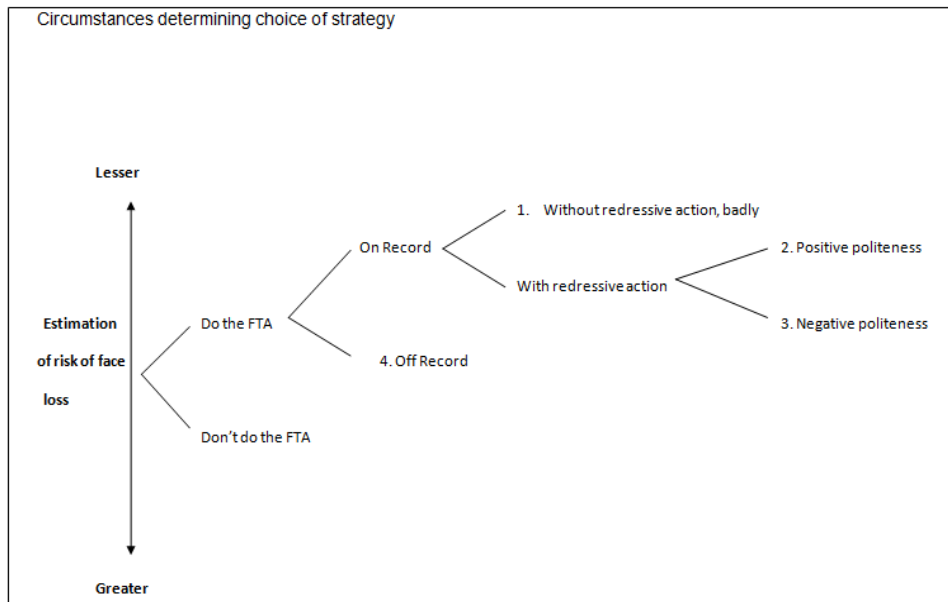 Circumstances determining choice of strategy
Lesser
1. Without redressive action, badly
On Record
2. Positive politeness
With redressive action
Estimation
of risk of face
loss
Do the FTA
3. Negative politeness
4. Off Record
Don't do the FTA
Greater